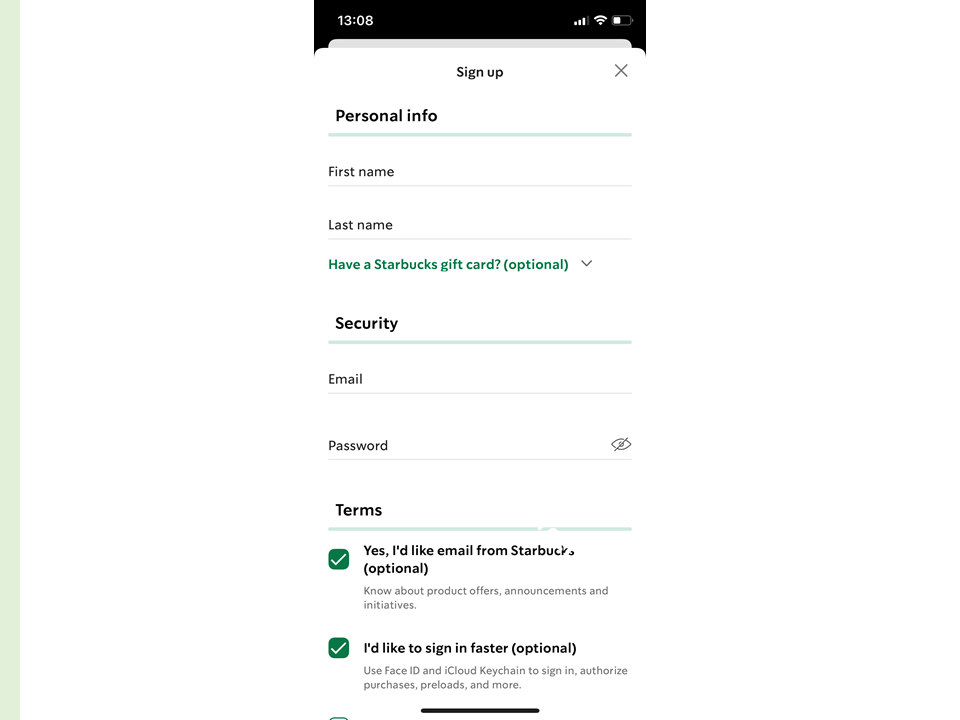 13:08
Sign up
Personal info
First name
Last name
Have a Starbucks gift card? (optional)
Security
Email
Password
Terms
Yes, I'd like email from Starbucks
(optional)
Know about product offers, announcements and
initiatives.
I'd like to sign in faster (optional)
Use Face ID and iCloud Keychain to sign in, authorize
purchases, preloads, and more.